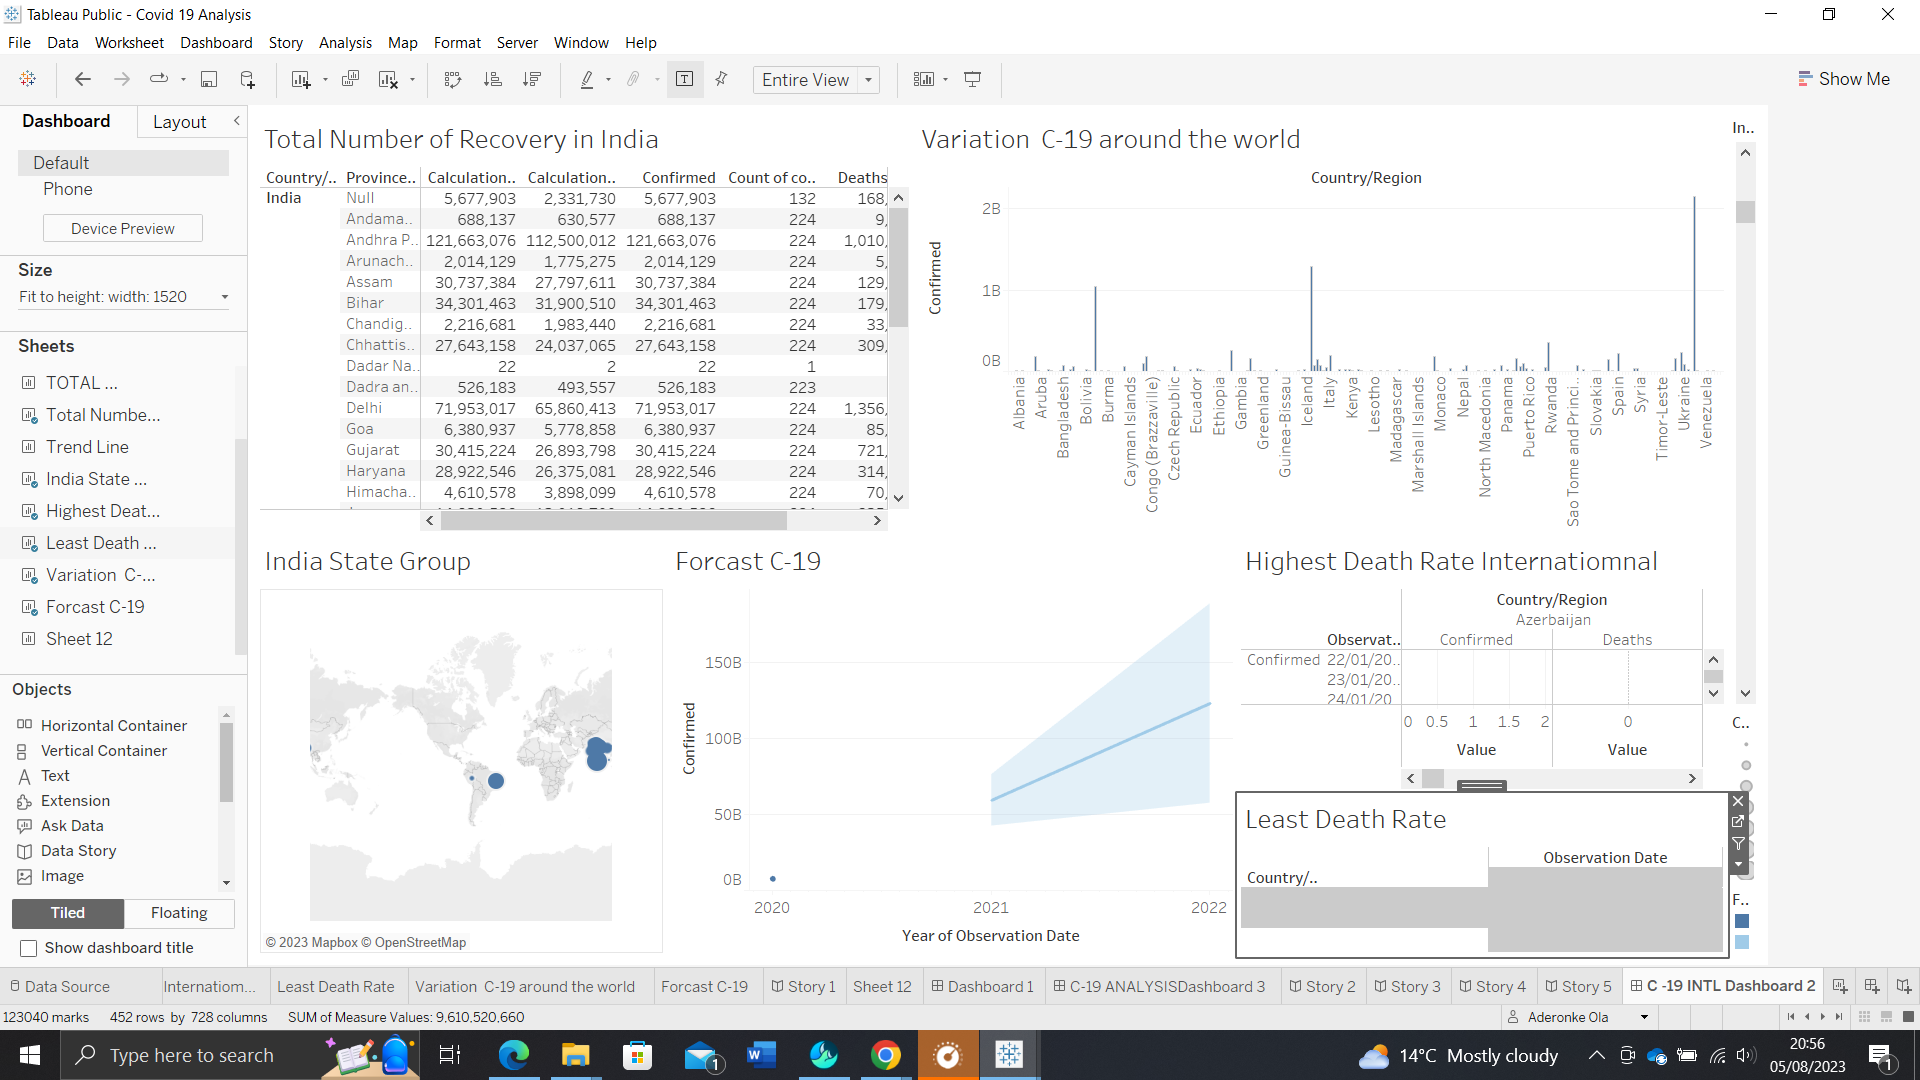 Tableau Public - Covid 19 Analysis
File Data Worksheet Dashboard Story Analysis Map Format Server Window Help
Entire View
Show Me
Dashboard Layout
Default
Phone
Device Preview
Size
Fit to height: width: 1520
Sheets
TOTAL ...
Total Numbe...
Trend Line
India State ...
Highest Deat...
Least Death ...
Variation C-...
Forcast C-19
Sheet 12
Objects
Horizontal Container
Vertical Container
Text
Extension
Ask Data
Data Story
Image
Tiled Floating
Show dashboard title
Total Number of Recovery in India
Country/.. Province.. Calculation.. Calculation.. Confirmed Count of co.. Deaths
India Null 5,677,903 2,331,730 5,677,903 132 168,
Andama.. 688,137 630,577 688,137 224 9,
Andhra P.. 121,663,076 112,500,012 121,663,076 224 1,010,
Arunach.. 2,014,129 1,775,275 2,014,129 224 5,
Assam 30,737,384 27,797,611 30,737,384 224 129,
Bihar 34,301,463 31,900,510 34,301,463 224 179,
Chandig.. 2,216,681 1,983,440 2,216,681 224 33,
Chhattis.. 27,643,158 24,037,065 27,643,158 224 309,
Dadar Na.. 22 2 22 1
Dadra an.. 526,183 493,557 526,183 223
Delhi 71,953,017 65,860,413 71,953,017 224 1,356,
Goa 6,380,937 5,778,858 6,380,937 224 85,
Gujarat 30,415,224 26,893,798 30,415,224 224 721,
Haryana 28,922,546 26,375,081 28,922,546 224 314,
Himacha.. 4,610,578 3,898,099 4,610,578 224 70,
Variation C-19 around the world
Country/Region
Confirmed
2B
1B
0B
Albania
Aruba
Bangladesh
Bolivia
Burma
Cayman Islands
Congo (Brazzaville)
Czech Republic
Ecuador
Ethiopia
Gambia
Greenland
Guinea-Bissau
Iceland
Italy
Kenya
Lesotho
Madagascar
Marshall Islands
Monaco
Nepal
North Macedonia
Panama
Puerto Rico
Rwanda
Sao Tome and Princi..
Slovakia
Spain
Syria
Timor-Leste
Ukraine
Venezuela
In..
India State Group
© 2023 Mapbox © OpenStreetMap
Forcast C-19
Confirmed
150B
100B
50B
0B
2020 2021 2022
Year of Observation Date
Highest Death Rate Internatiomnal
Country/Region
Azerbaijan
Observat.. Confirmed Deaths
Confirmed 22/01/20..
23/01/20..
24/01/20
0 0.5 1 1.5 2 0
Value Value
C..
Least Death Rate
Observation Date
Country/..
F..
Data Source Internatiom... Least Death Rate Variation C-19 around the world Forcast C-19 Story 1 Sheet 12 Dashboard 1 C-19 ANALYSISDashboard 3 Story 2 Story 3 Story 4 Story 5 C -19 INTL Dashboard 2
123040 marks 452 rows by 728 columns SUM of Measure Values: 9,610,520,660 Aderonke Ola
Type here to search
1
14°C Mostly cloudy
20:56
05/08/2023
1